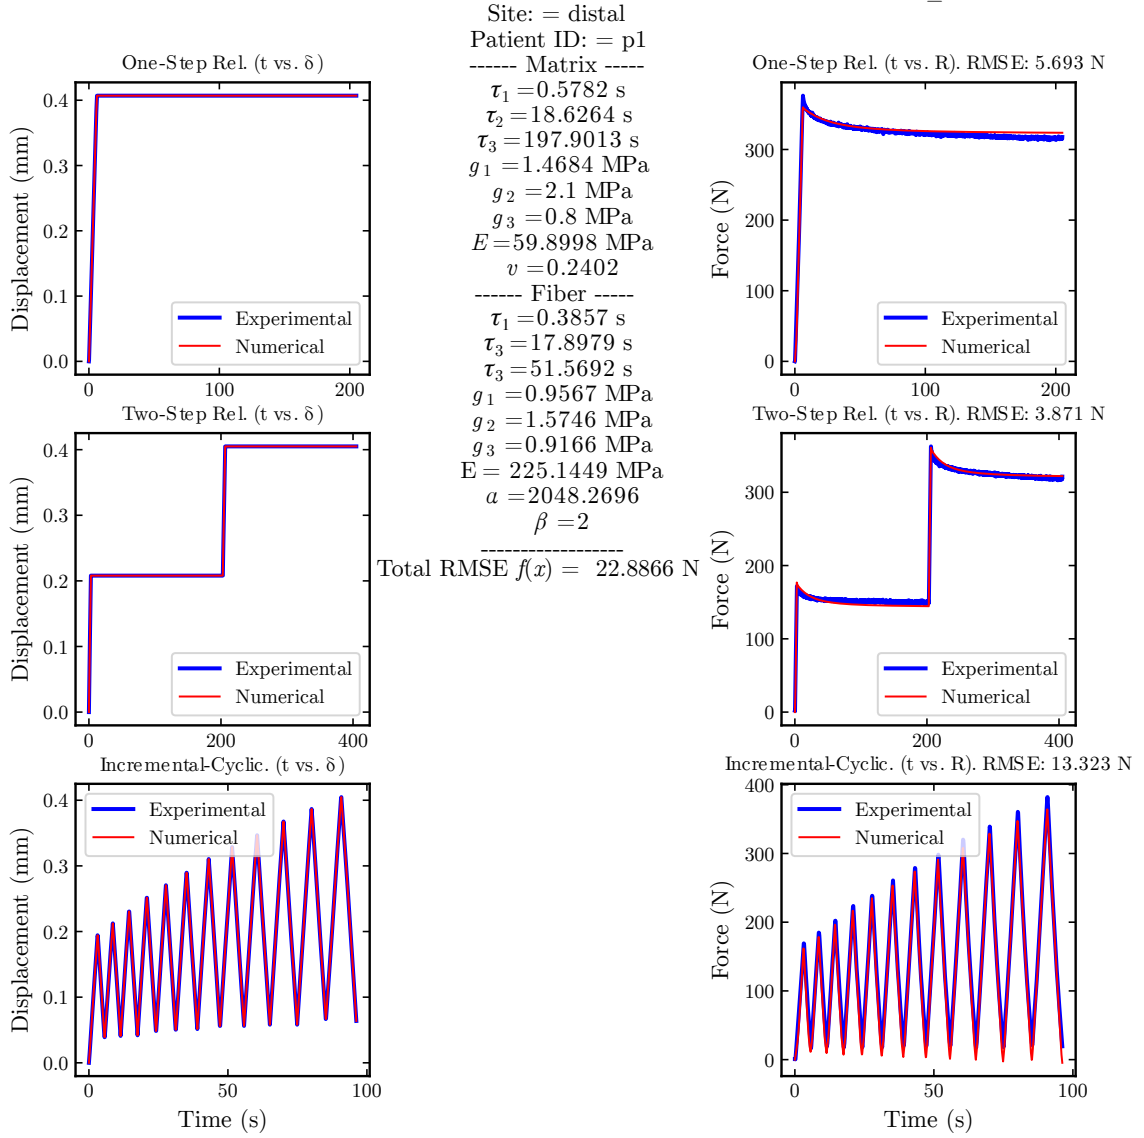 Site: = distal
Patient ID: = p1
------ Matrix -----
τ1 =0.5782 s
τ2 =18.6264 s
τ3 =197.9013 s
g1 =1.4684 MPa
g2 =2.1 MPa
g3 =0.8 MPa
E =59.8998 MPa
v =0.2402
------ Fiber -----
τ1 =0.3857 s
τ3 =17.8979 s
τ3 =51.5692 s
g1 =0.9567 MPa
g2 =1.5746 MPa
g3 =0.9166 MPa
E = 225.1449 MPa
a =2048.2696
β =2
-------------------
Total RMSE f(x) = 22.8866 N
One-Step Rel. (t vs. δ)
Displacement (mm)
0.4
0.3
0.2
0.1
0.0
0 100 200
Experimental
Numerical
One-Step Rel. (t vs. R). RMSE: 5.693 N
Force (N)
300
200
100
0
0 100 200
Experimental
Numerical
Two-Step Rel. (t vs. δ)
Displacement (mm)
0.4
0.3
0.2
0.1
0.0
0 200 400
Experimental
Numerical
Two-Step Rel. (t vs. R). RMSE: 3.871 N
Force (N)
300
200
100
0
0 200 400
Experimental
Numerical
Incremental-Cyclic. (t vs. δ)
Displacement (mm)
0.4
0.3
0.2
0.1
0.0
0 50 100
Time (s)
Experimental
Numerical
Incremental-Cyclic. (t vs. R). RMSE: 13.323 N
Force (N)
400
300
200
100
0
0 50 100
Time (s)
Experimental
Numerical